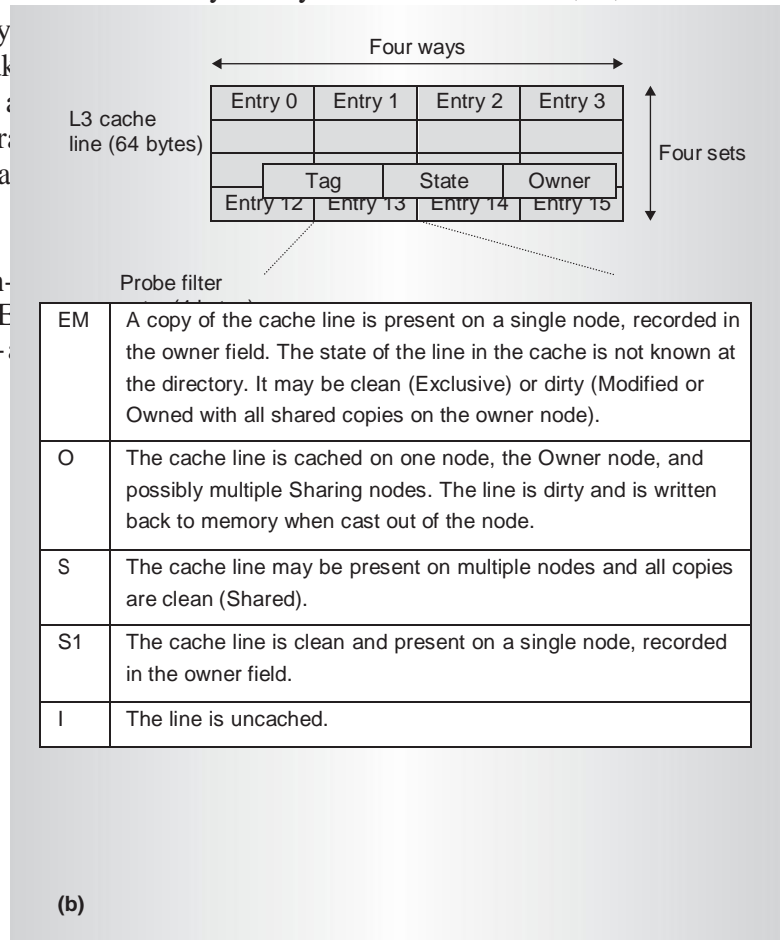 Four ways
Entry 0 Entry 1 Entry 2 Entry 3
L3 cache
line (64 bytes)
Four sets
Tag State Owner
Entry 12 Entry 13 Entry 14 Entry 15
Probe filter
EM A copy of the cache line is present on a single node, recorded in
the owner field. The state of the line in the cache is not known at
the directory. It may be clean (Exclusive) or dirty (Modified or
Owned with all shared copies on the owner node).
O The cache line is cached on one node, the Owner node, and
possibly multiple Sharing nodes. The line is dirty and is written
back to memory when cast out of the node.
S The cache line may be present on multiple nodes and all copies
are clean (Shared).
S1 The cache line is clean and present on a single node, recorded
in the owner field.
I The line is uncached.
(b)